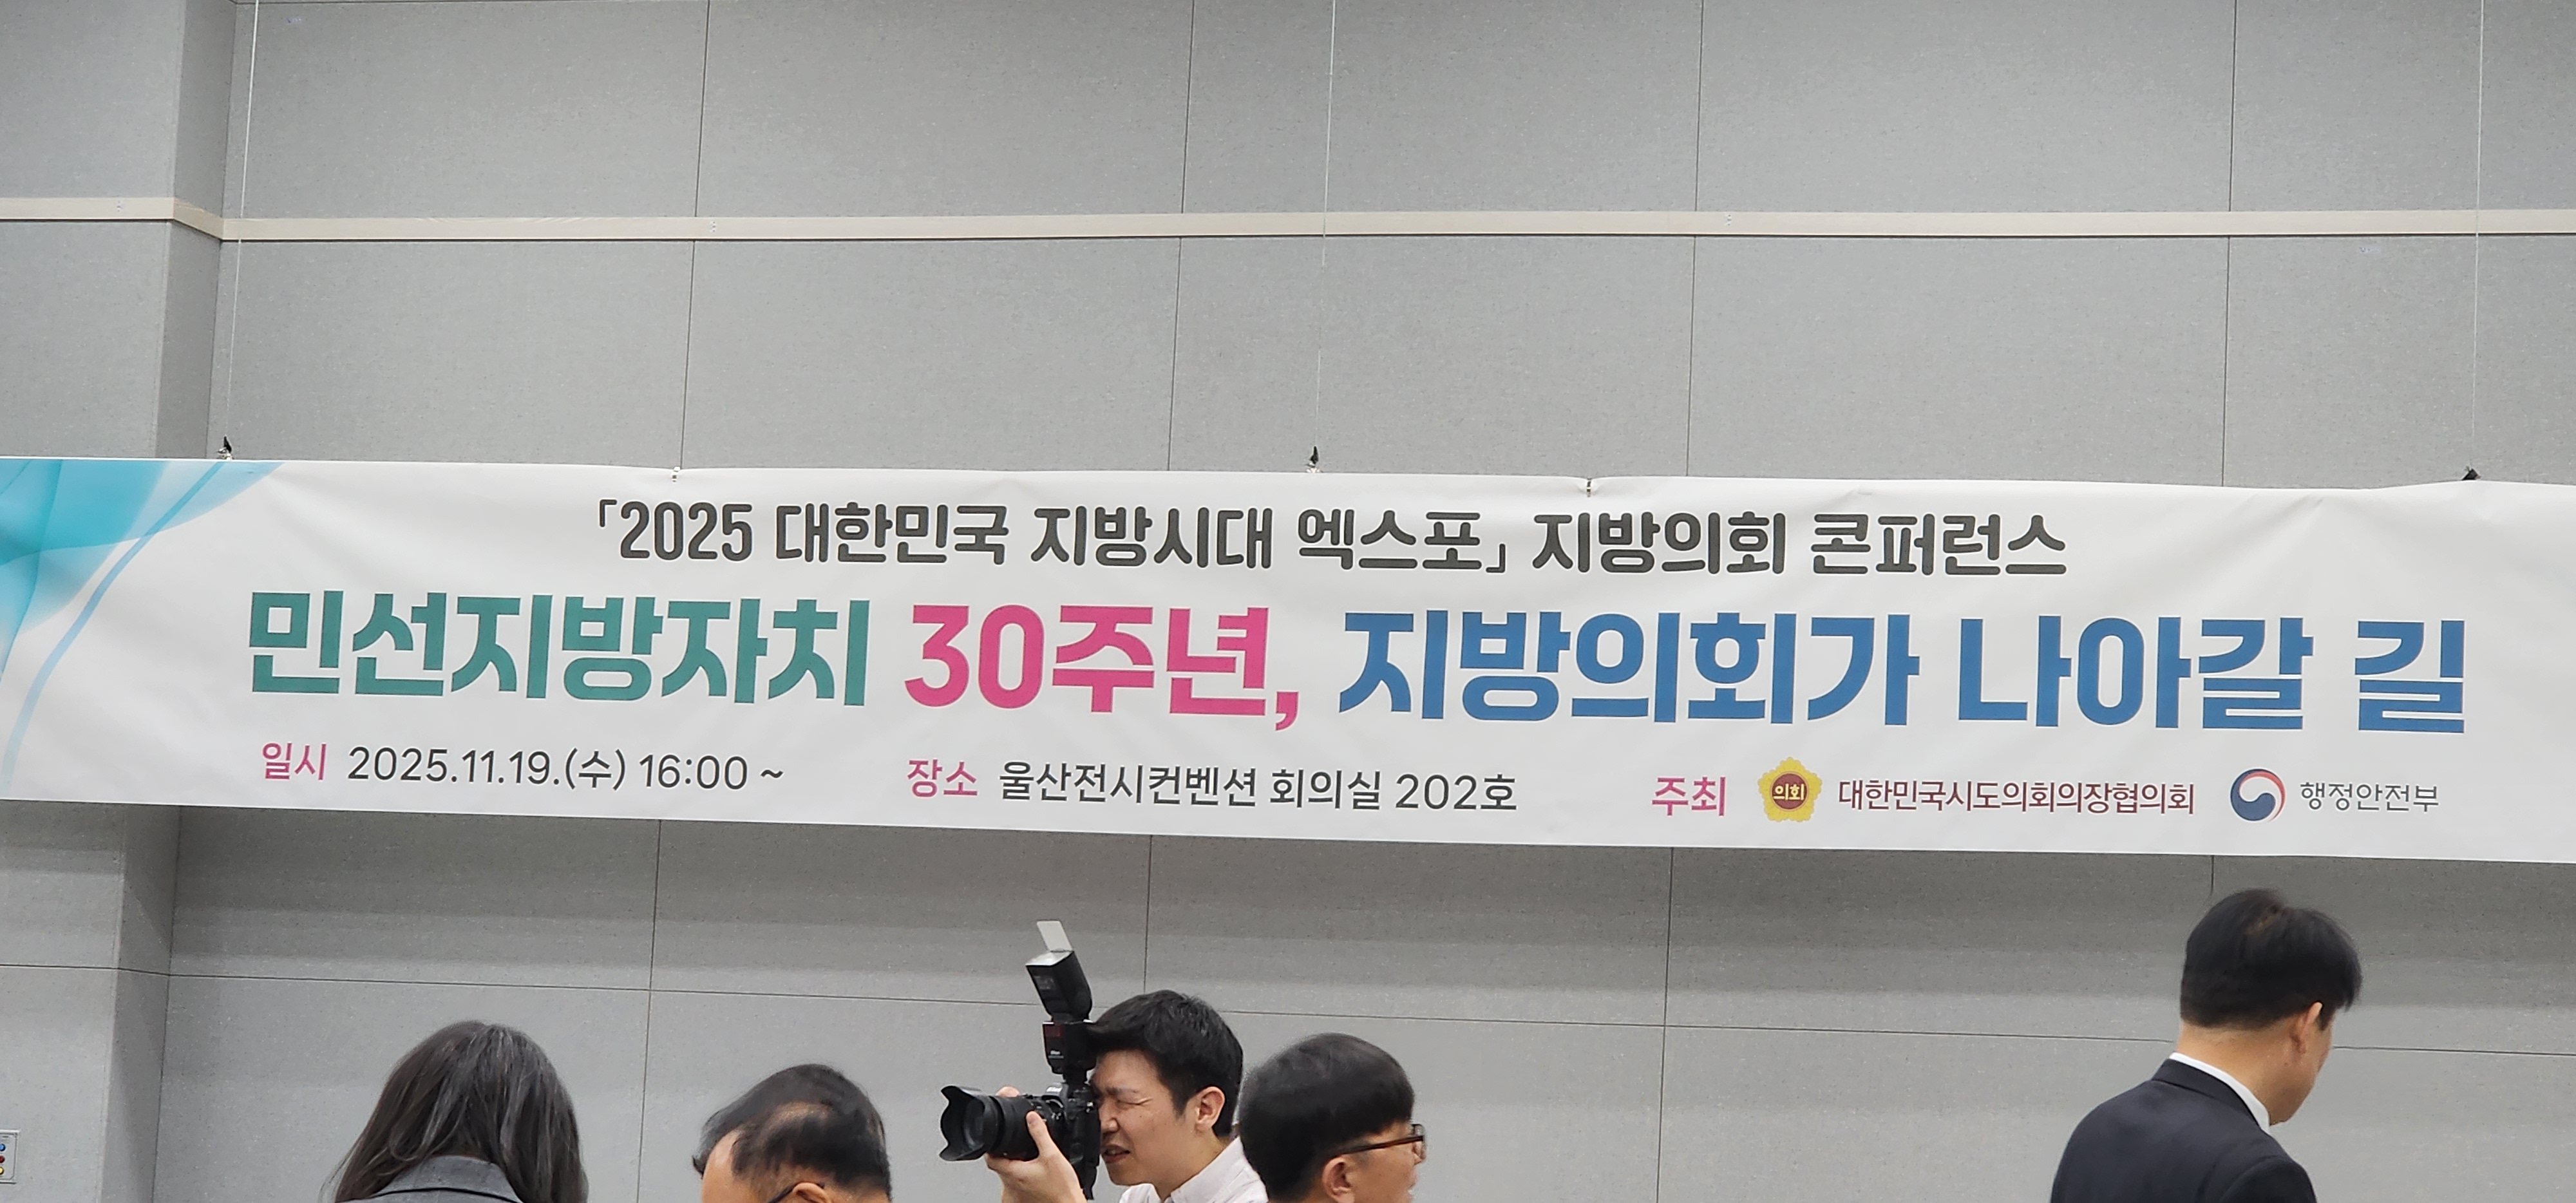 「2025 대한민국 지방시대 엑스포」 지방의회 콘퍼런스
민선지방자치 30주년, 지방의회가 나아갈 길
일시 2025.11.19.(수) 16:00 ~ 장소 울산전시컨벤션 회의실 202호 주최 의회 대한민국시도의회의장협의회 행정안전부